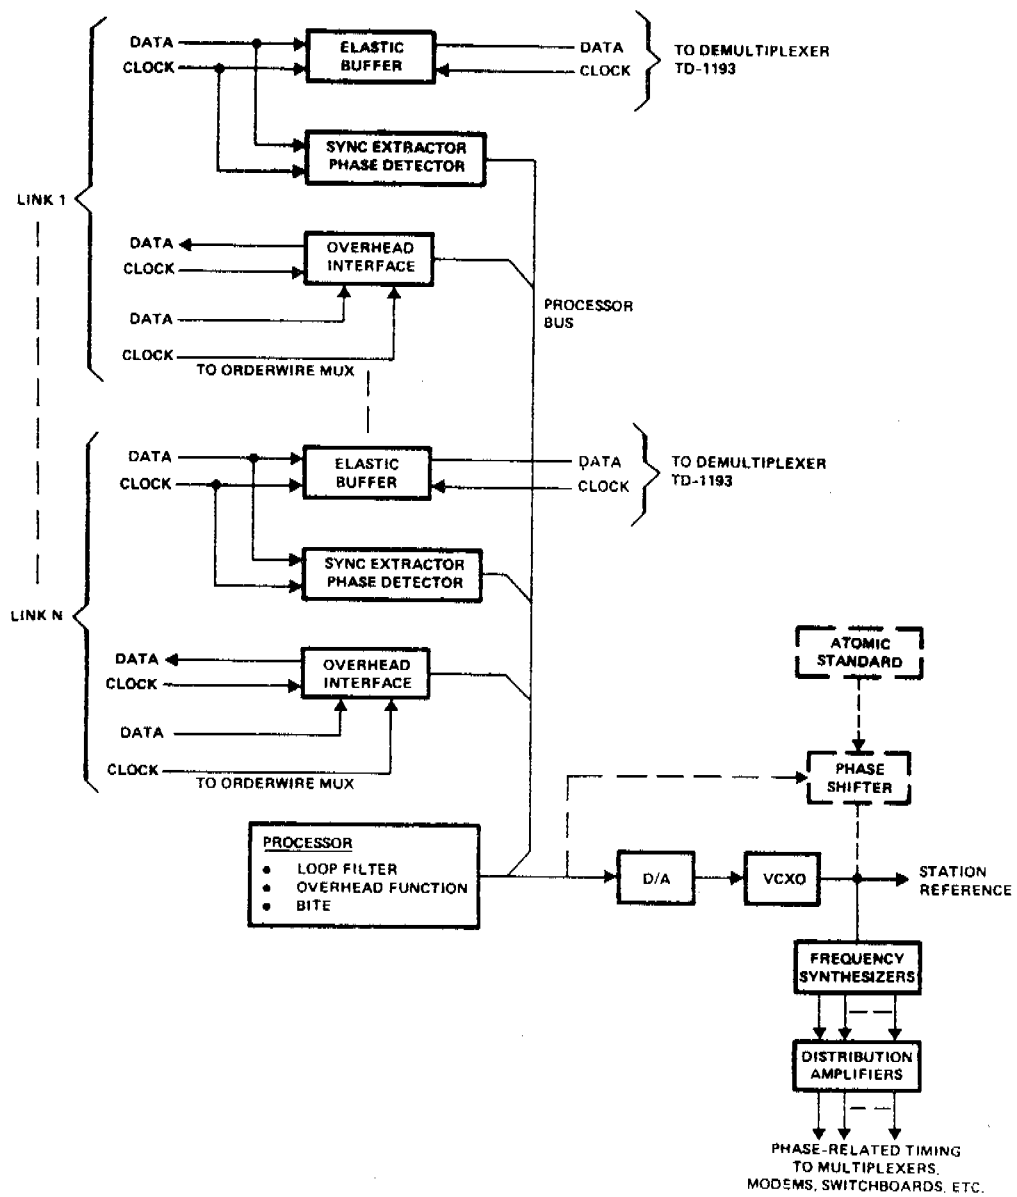 DATA
CLOCK
ELASTIC
BUFFER
DATA
CLOCK
TO DEMULTIPLEXER
TD-1193
SYNC EXTRACTOR
PHASE DETECTOR
LINK 1
DATA
CLOCK
OVERHEAD
INTERFACE
DATA
CLOCK
TO ORDERWIRE MUX
PROCESSOR
BUS
DATA
CLOCK
ELASTIC
BUFFER
DATA
CLOCK
TO DEMULTIPLEXER
TD-1193
SYNC EXTRACTOR
PHASE DETECTOR
LINK N
DATA
CLOCK
OVERHEAD
INTERFACE
DATA
CLOCK
TO ORDERWIRE MUX
ATOMIC
STANDARD
PHASE
SHIFTER
PROCESSOR
• LOOP FILTER
• OVERHEAD FUNCTION
• BITE
D/A
VCXO
STATION
REFERENCE
FREQUENCY
SYNTHESIZERS
DISTRIBUTION
AMPLIFIERS
PHASE-RELATED TIMING
TO MULTIPLEXERS,
MODEMS, SWITCHBOARDS, ETC.